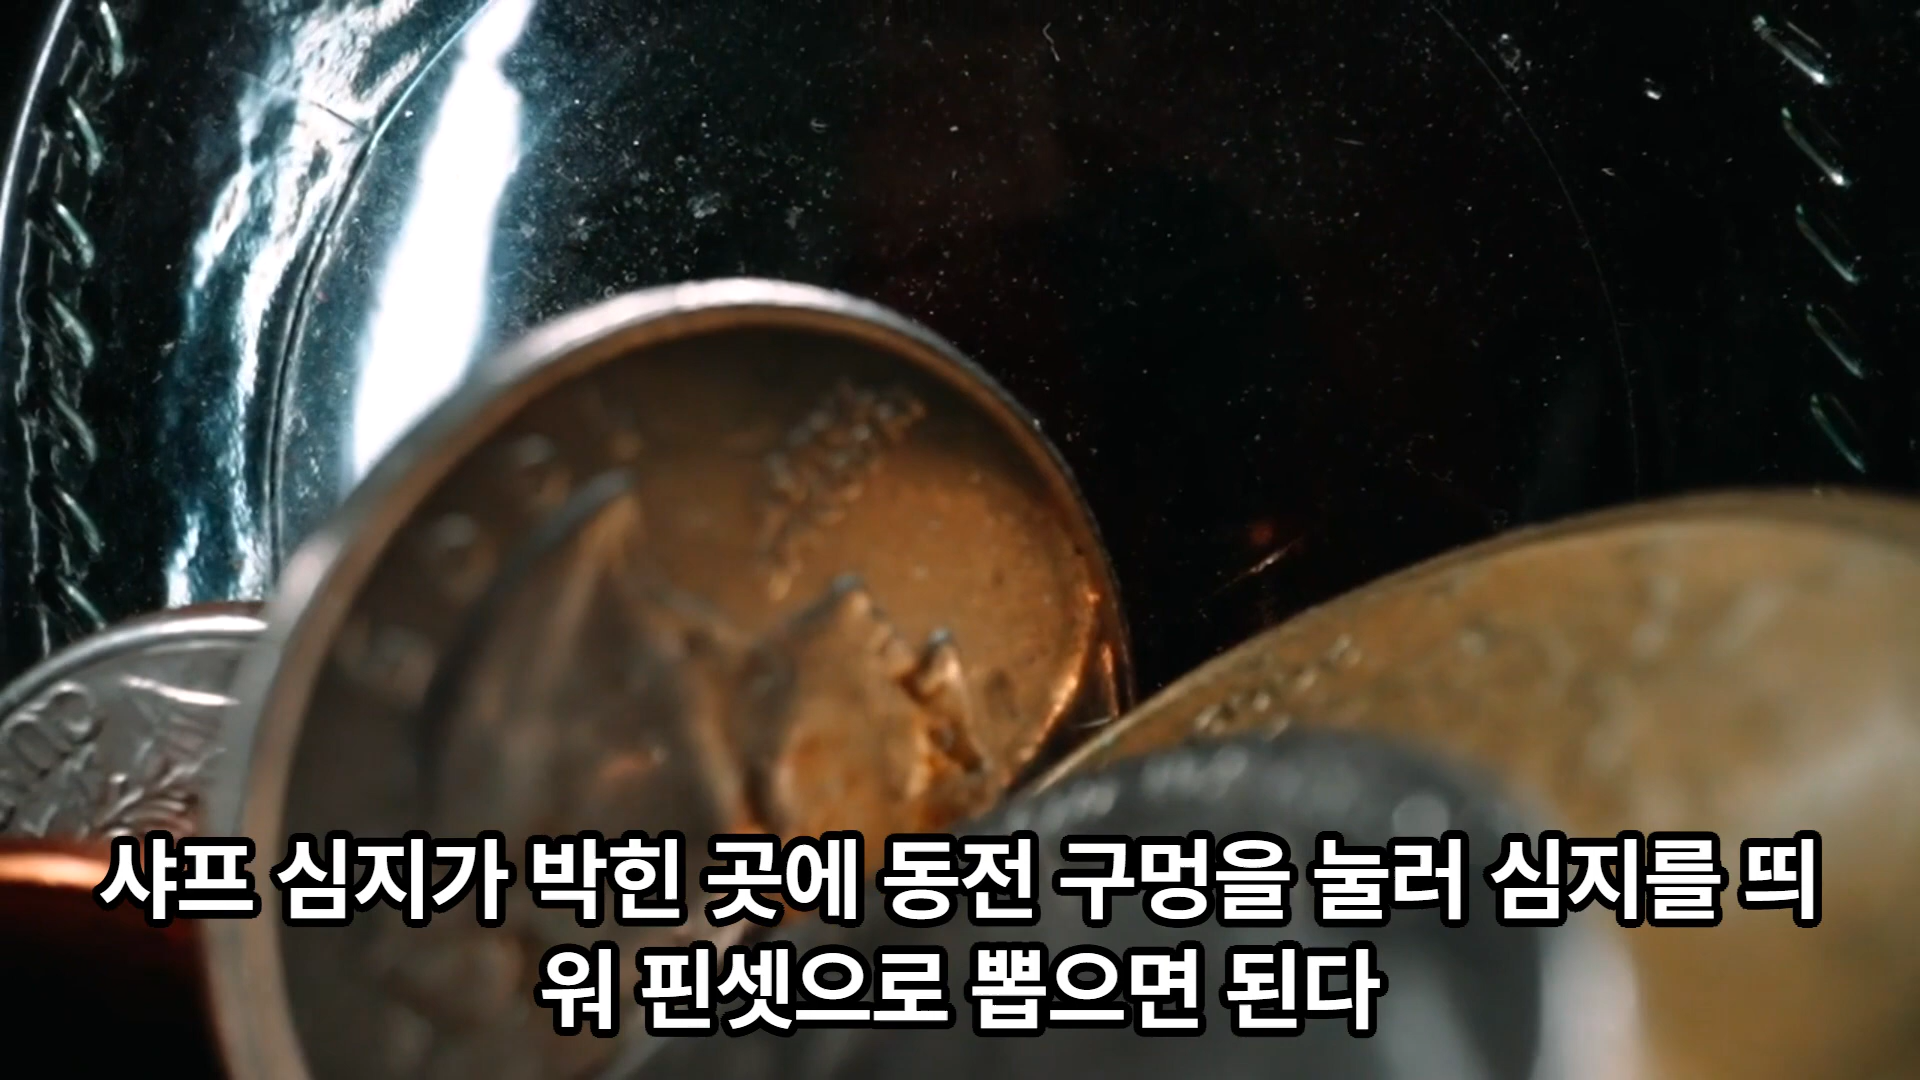 샤프 심지가 박힌 곳에 동전 구멍을 눌러 심지를 띄
워 핀셋으로 뽑으면 된다